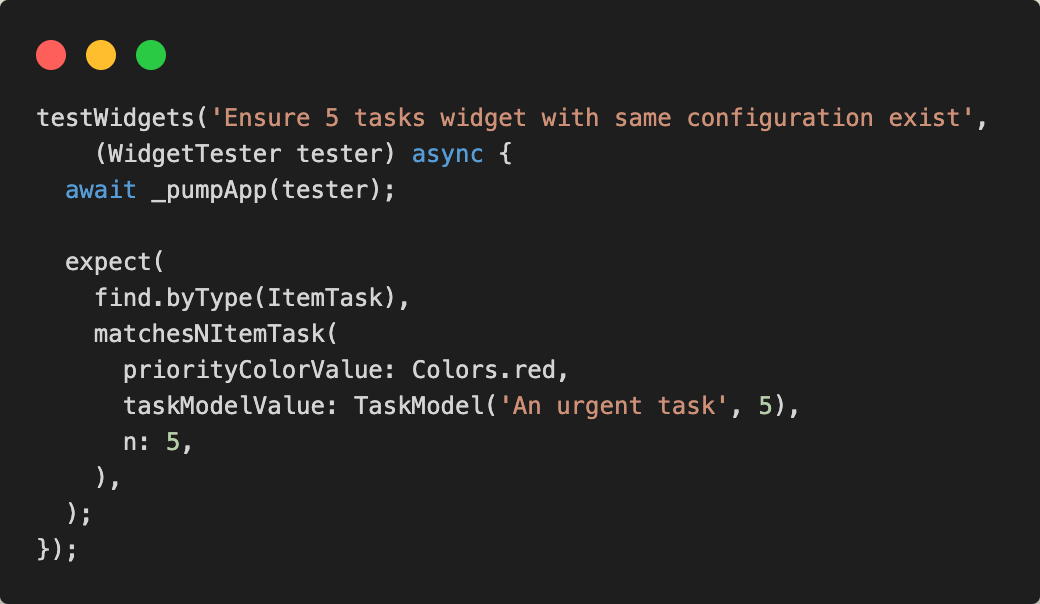 testWidgets('Ensure 5 tasks widget with same configuration exist',
    (WidgetTester tester) async {
  await _pumpApp(tester);

  expect(
    find.byType(ItemTask),
    matchesNItemTask(
      priorityColorValue: Colors.red,
      taskModelValue: TaskModel('An urgent task', 5),
      n: 5,
    ),
  );
});